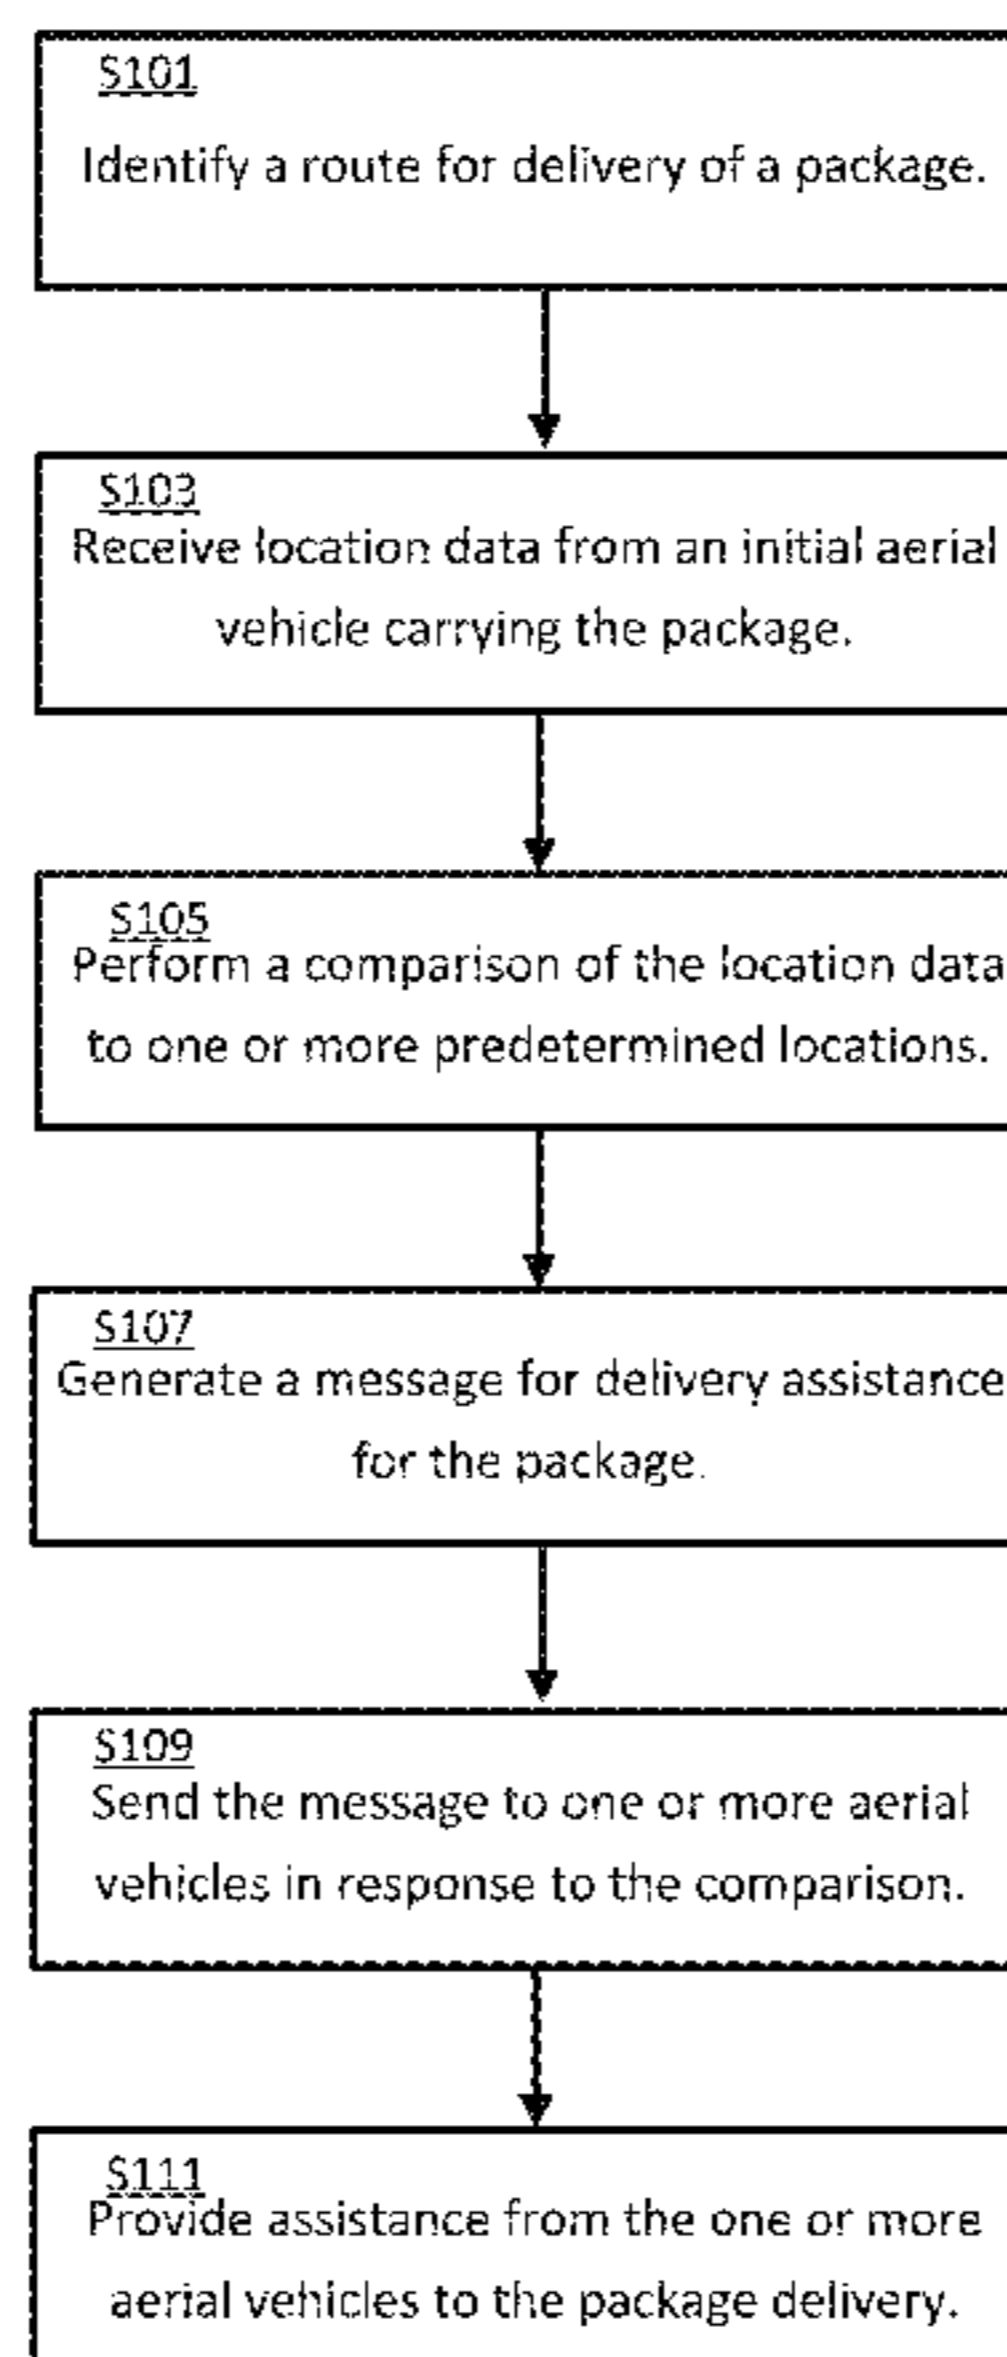 S101
Identify a route for delivery of a package.
S103
Receive location data from an initial aerial
vehicle carrying the package.
S105
Perform a comparison of the location data
to one or more predetermined locations.
S107
Generate a message for delivery assistance
for the package.
S109
Send the message to one or more aerial
vehicles in response to the comparison.
S111
Provide assistance from the one or more
aerial vehicles to the package delivery.